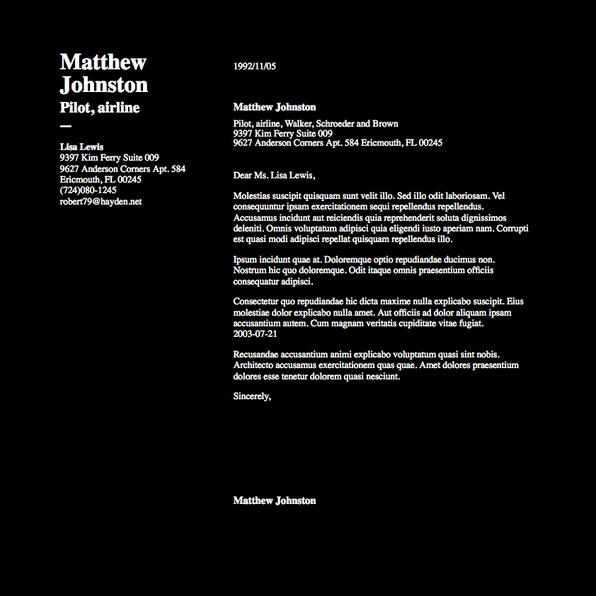 Matthew
Johnston
Pilot, airline
Lisa Lewis
9397 Kim Ferry Suite 009
9627 Anderson Corners Apt. 584
Ericmouth, FL 00245
(724)080-1245
robert79@hayden.net
1992/11/05
Matthew Johnston
Pilot, airline, Walker, Schroeder and Brown
9397 Kim Ferry Suite 009
9627 Anderson Corners Apt. 584 Ericmouth, FL 00245
Dear Ms. Lisa Lewis,
Molestias suscipit quisquam sunt velit illo. Sed illo odit laboriosam. Vel
consequuntur ipsam exercitationem sequi repellendus repellendus.
Accusamus incidunt aut reiciendis quia reprehenderit soluta dignissimos
deleniti. Omnis voluptatum adipisci quia eligendi iusto aperiam nam. Corrupti
est quasi modi adipisci repellat quisquam repellendus illo.
Ipsum incidunt quae at. Doloremque optio repudiandae ducimus non.
Nostrum hic quo doloremque. Odit itaque omnis praesentium officiis
consequatur adipisci.
Consectetur quo repudiandae hic dicta maxime nulla explicabo suscipit. Eius
molestiae dolor explicabo nulla amet. Aut officiis ad dolor aliquam ipsam
accusantium autem. Cum magnam veritatis cupiditate vitae fugiat.
2003-07-21
Recusandae accusantium animi explicabo voluptatum quasi sint nobis.
Architecto accusamus exercitationem quas quae. Amet dolores praesentium
dolores esse tenetur dolorem quasi nesciunt.
Sincerely,
Matthew Johnston